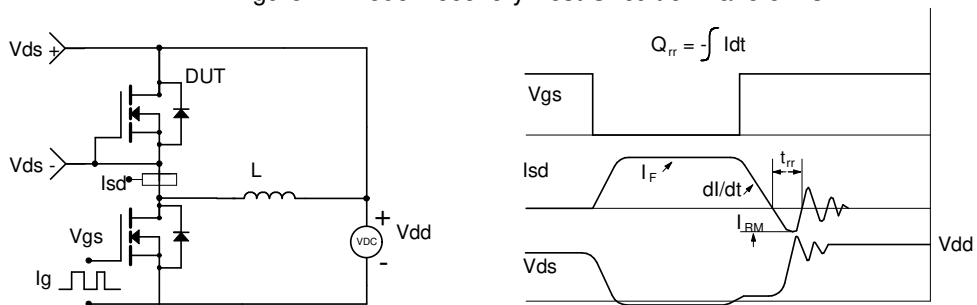 Vds +
DUT
Vds -
Isd
L
Vgs
Ig
+
VDC
-
Vdd
Qrr = -∫ Idt
Vgs
Isd
IF
dI/dt
trr
IRM
Vds
Vdd